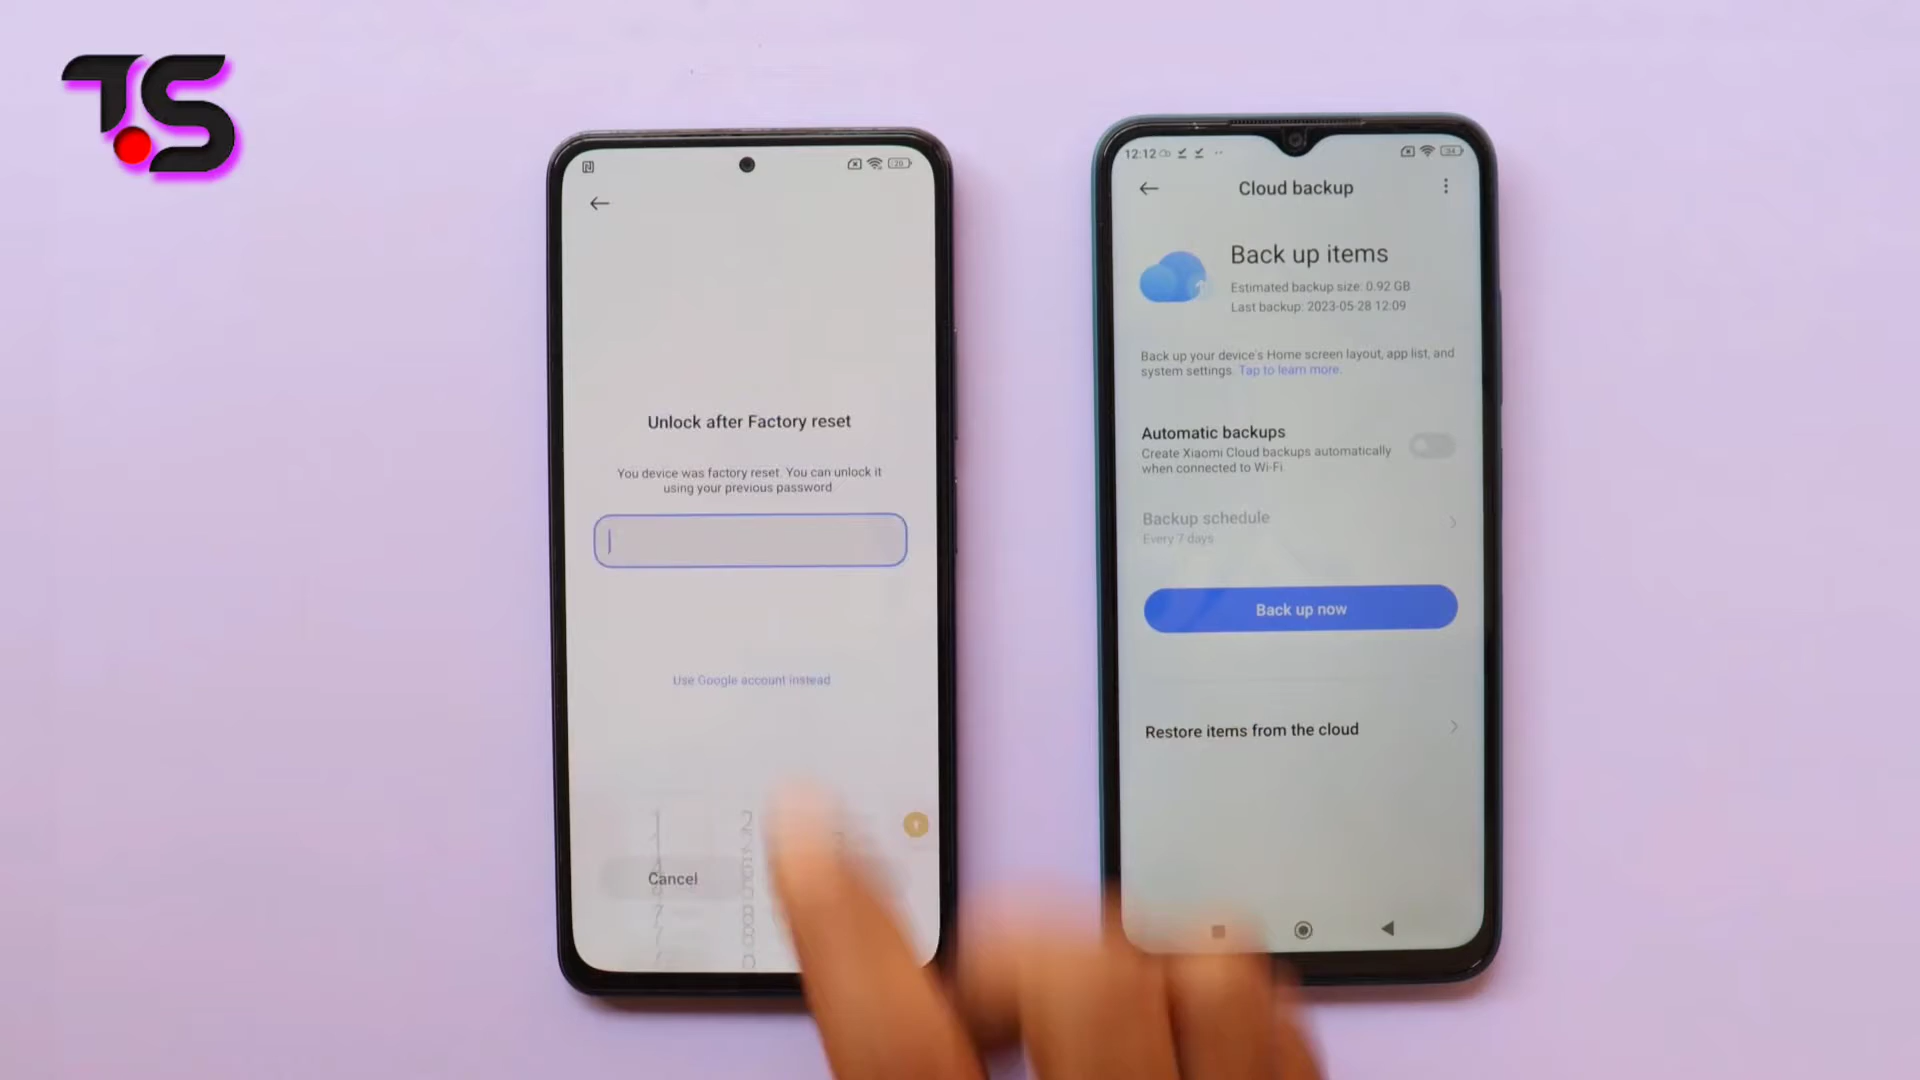 T.S
Unlock after Factory reset
You device was factory reset. You can unlock it
using your previous password
Use Google account instead
Cancel
12:12
Cloud backup
Back up items
Estimated backup size: 0.92 GB
Last backup: 2023-05-28 12:09
Back up your device's Home screen layout, app list, and
system settings. Tap to learn more.
Automatic backups
Create Xiaomi Cloud backups automatically
when connected to Wi-Fi
Backup schedule
Every 7 days
Back up now
Restore items from the cloud